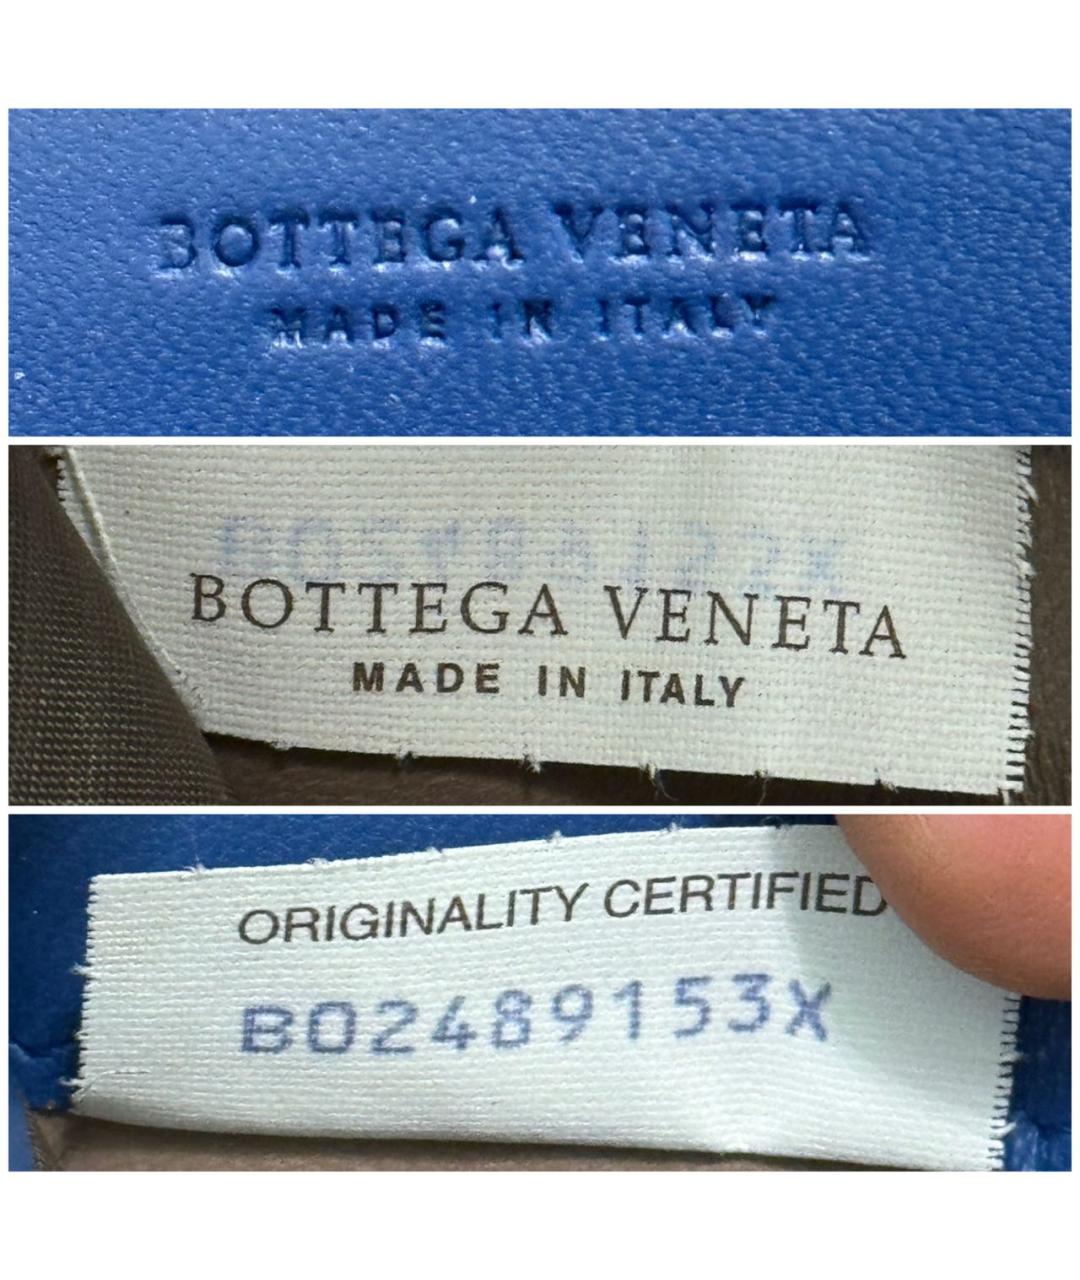 BOTTEGA VENETA
MADE IN ITALY
BOTTEGA VENETA
MADE IN ITALY
ORIGINALITY CERTIFIED
B02489153X